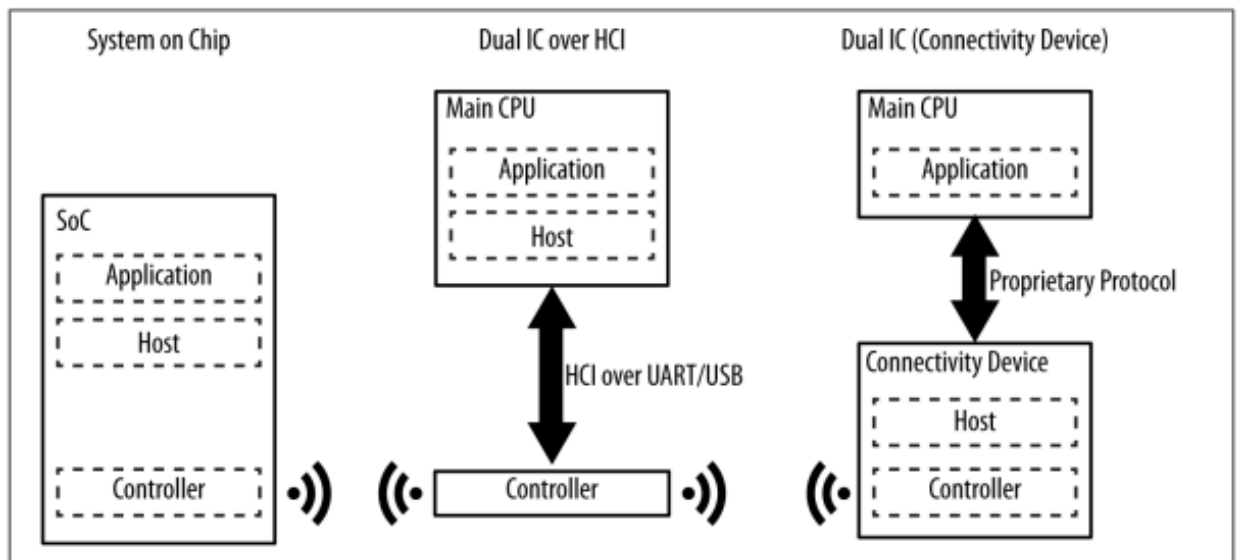 System on Chip
Dual IC over HCI
Dual IC (Connectivity Device)
SoC
Application
Host
Controller
Main CPU
Application
Host
HCI over UART/USB
Controller
Main CPU
Application
Proprietary Protocol
Connectivity Device
Host
Controller